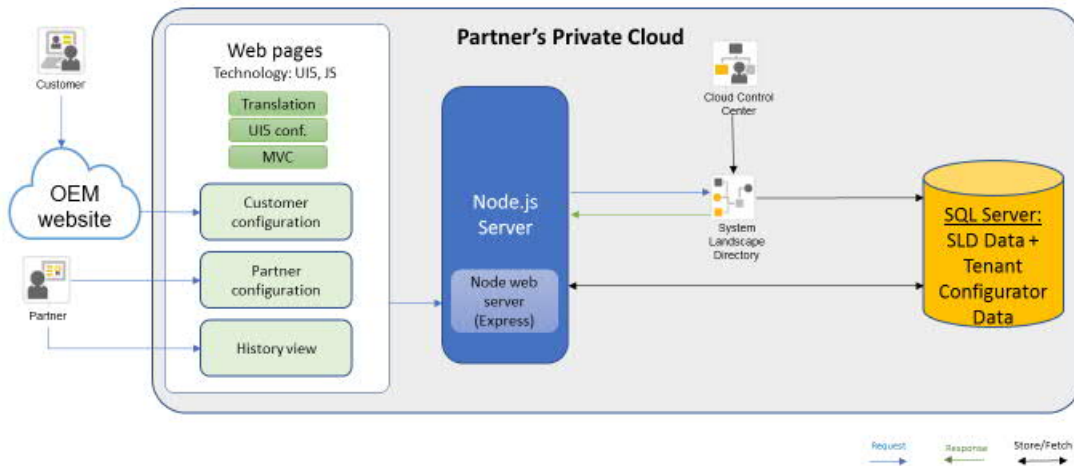 Partner's Private Cloud
Customer
OEM
website
Partner
Web pages
Technology: UI5, JS
Translation
UI5 conf.
MVC
Customer
configuration
Partner
configuration
History view
Node.js
Server
Node web
server
(Express)
Cloud Control
Center
System
Landscape
Directory
SQL Server:
SLD Data +
Tenant
Configurator
Data
Request
Response
Store/Fetch